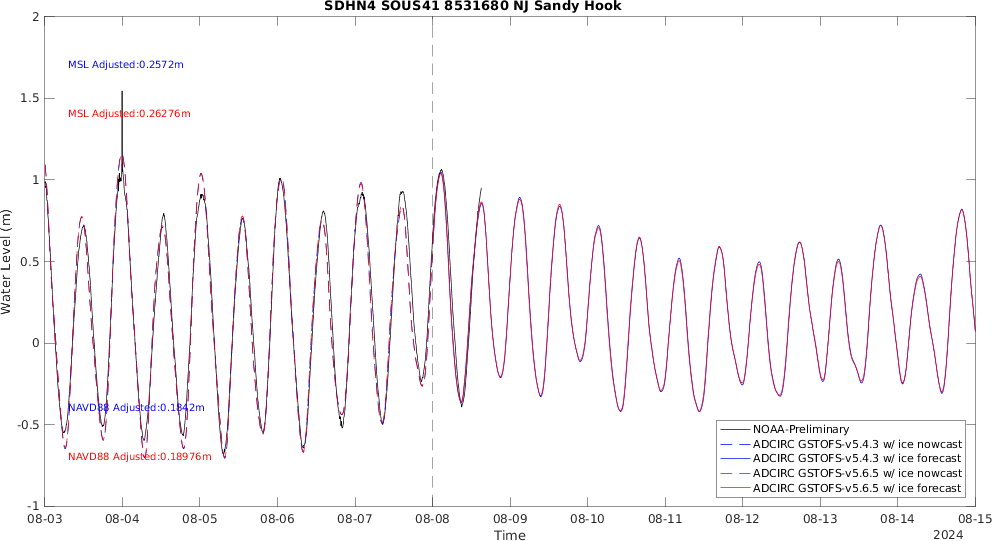 SDHN4 SOUS41 8531680 NJ Sandy Hook
2
1.5
1
0.5
0
-0.5
-1
Water Level (m)
MSL Adjusted:0.2572m
MSL Adjusted:0.26276m
NAVD88 Adjusted:0.1842m
NAVD88 Adjusted:0.18976m
NOAA-Preliminary
ADCIRC GSTOFS-v5.4.3 w/ ice nowcast
ADCIRC GSTOFS-v5.4.3 w/ ice forecast
ADCIRC GSTOFS-v5.6.5 w/ ice nowcast
ADCIRC GSTOFS-v5.6.5 w/ ice forecast
08-03 08-04 08-05 08-06 08-07 08-08 08-09 08-10 08-11 08-12 08-13 08-14 08-15
Time
2024